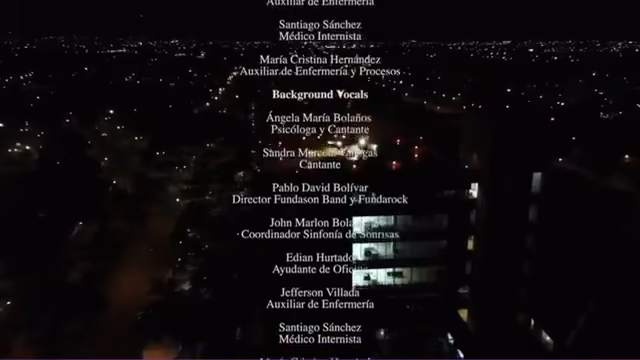 Auxiliar de Enfermería
Santiago Sánchez
Médico Internista
María Cristina Hernández
Auxiliar de Enfermería y Procesos
Background Vocals
Ángela María Bolaños
Psicóloga y Cantante
Sandra
Cantante
Pablo David Bolívar
Director Fundason Band y Fundarock
John Marlon
Coordinador Sinfonía de Sonrisas
Edian Hurtado
Ayudante de Oficina
Jefferson Villada
Auxiliar de Enfermería
Santiago Sánchez
Médico Internista